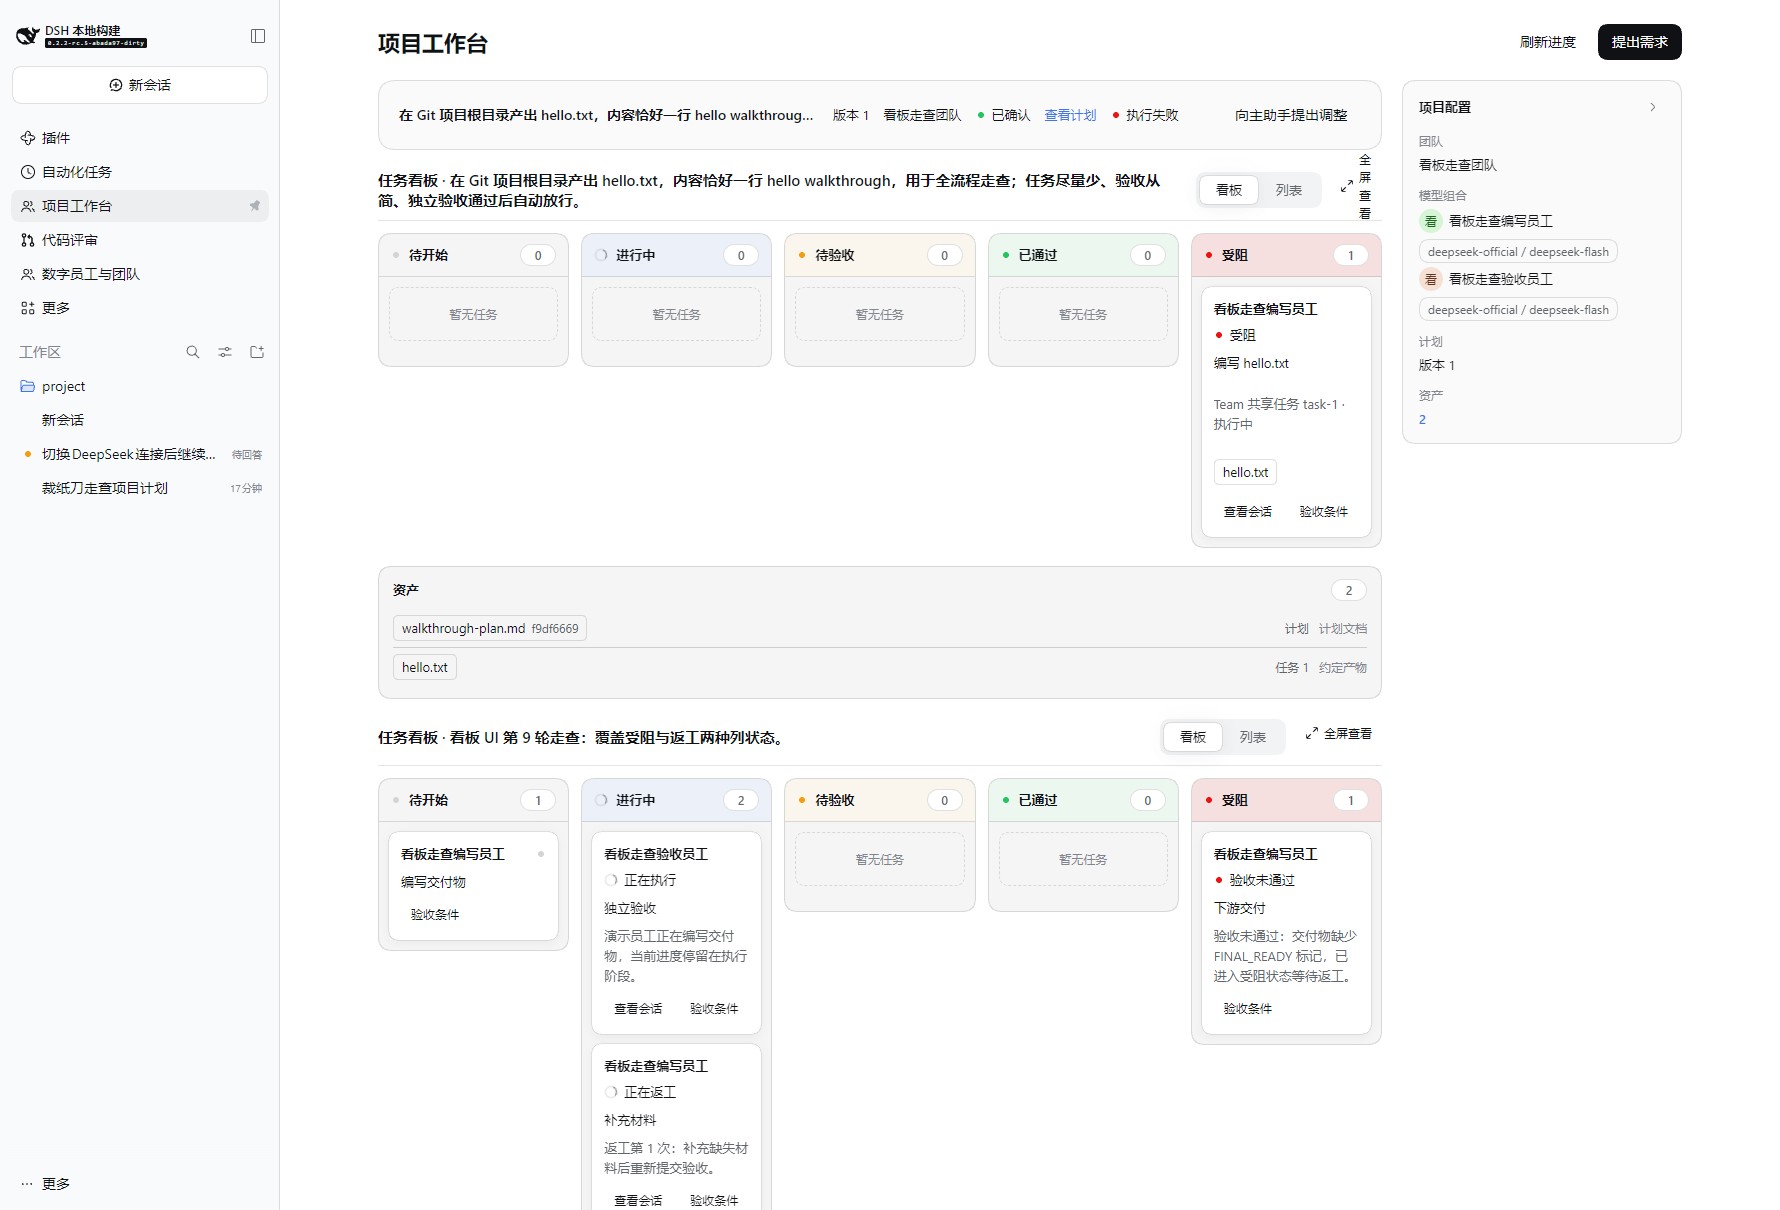 DSH 本地构建
0.3.2-rc.5-abada97-dirty
新会话
插件
自动化任务
项目工作台
代码评审
数字员工与团队
更多
工作区
project
新会话
切换DeepSeek连接后继续... 待回答
裁纸刀走查项目计划 17分钟
更多
项目工作台
刷新进度
提出需求
在 Git 项目根目录产出 hello.txt，内容恰好一行 hello walkthroug... 版本 1 看板走查团队 已确认 查看计划 执行失败 向主助手提出调整
任务看板 · 在 Git 项目根目录产出 hello.txt，内容恰好一行 hello walkthrough，用于全流程走查；任务尽量少、验收从
简、独立验收通过后自动放行。
看板 列表
全
屏
查
看
待开始 0
暂无任务
进行中 0
暂无任务
待验收 0
暂无任务
已通过 0
暂无任务
受阻 1
看板走查编写员工
受阻
编写 hello.txt
Team 共享任务 task-1 ·
执行中
hello.txt
查看会话 验收条件
资产 2
walkthrough-plan.md f9df6669 计划 计划文档
hello.txt 任务 1 约定产物
任务看板 · 看板 UI 第 9 轮走查：覆盖受阻与返工两种列状态。
看板 列表 全屏查看
待开始 1
看板走查编写员工
编写交付物
验收条件
进行中 2
看板走查验收员工
正在执行
独立验收
演示员工正在编写交付
物，当前进度停留在执行
阶段。
查看会话 验收条件
看板走查编写员工
正在返工
补充材料
返工第 1 次：补充缺失材
料后重新提交验收。
查看会话 验收条件
待验收 0
暂无任务
已通过 0
暂无任务
受阻 1
看板走查编写员工
验收未通过
下游交付
验收未通过：交付物缺少
FINAL_READY 标记，已
进入受阻状态等待返工。
验收条件
项目配置
团队
看板走查团队
模型组合
看 看板走查编写员工
deepseek-official / deepseek-flash
看 看板走查验收员工
deepseek-official / deepseek-flash
计划
版本 1
资产
2